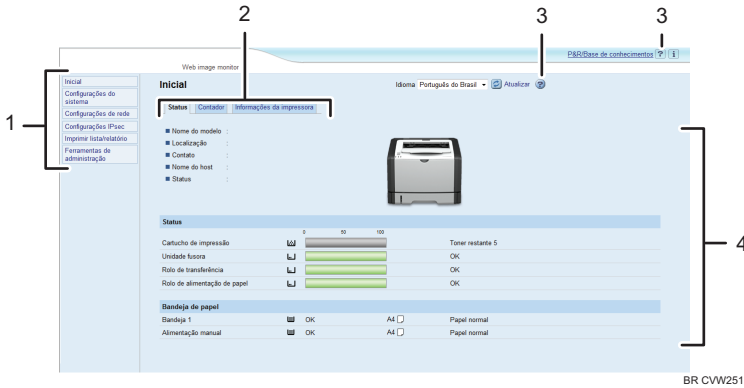 2
3
3
P&R/Base de conhecimentos ? i
Web image monitor
1
Inicial
Configurações do sistema
Configurações de rede
Configurações IPsec
Imprimir lista/relatório
Ferramentas de administração
Inicial
Idioma Português do Brasil Atualizar ?
Status Contador Informações da impressora
Nome do modelo :
Localização :
Contato :
Nome do host :
Status :
4
Status
0 50 100
Cartucho de impressão Toner restante 5
Unidade fusora OK
Rolo de transferência OK
Rolo de alimentação de papel OK
Bandeja de papel
Bandeja 1 OK A4 Papel normal
Alimentação manual OK A4 Papel normal
BR CVW251